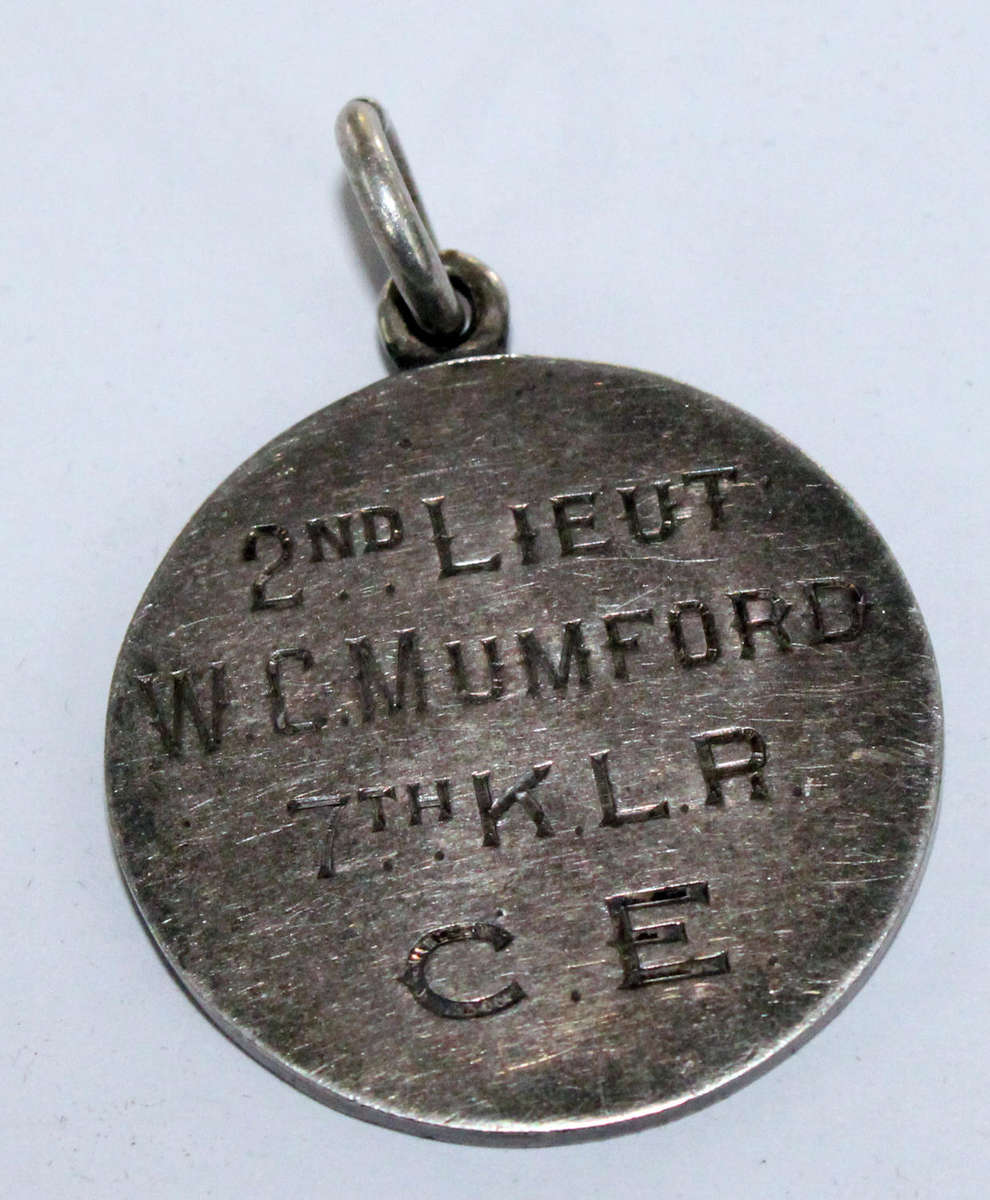 2ND. LIEUT
W.C. MUMFORD
7TH. K.L.R.
C.E